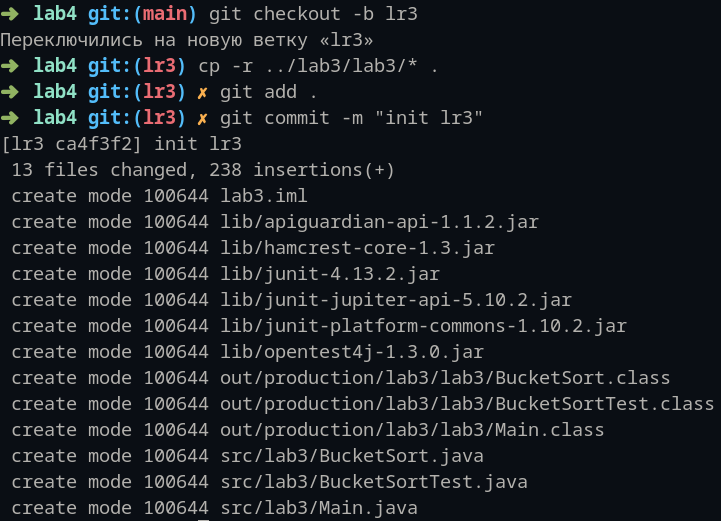 ➜ lab4 git:(main) git checkout -b lr3
Переключились на новую ветку «lr3»
➜ lab4 git:(lr3) cp -r ../lab3/lab3/* .
➜ lab4 git:(lr3) ✗ git add .
➜ lab4 git:(lr3) ✗ git commit -m "init lr3"
[lr3 ca4f3f2] init lr3
 13 files changed, 238 insertions(+)
 create mode 100644 lab3.iml
 create mode 100644 lib/apiguardian-api-1.1.2.jar
 create mode 100644 lib/hamcrest-core-1.3.jar
 create mode 100644 lib/junit-4.13.2.jar
 create mode 100644 lib/junit-jupiter-api-5.10.2.jar
 create mode 100644 lib/junit-platform-commons-1.10.2.jar
 create mode 100644 lib/opentest4j-1.3.0.jar
 create mode 100644 out/production/lab3/lab3/BucketSort.class
 create mode 100644 out/production/lab3/lab3/BucketSortTest.class
 create mode 100644 out/production/lab3/lab3/Main.class
 create mode 100644 src/lab3/BucketSort.java
 create mode 100644 src/lab3/BucketSortTest.java
 create mode 100644 src/lab3/Main.java